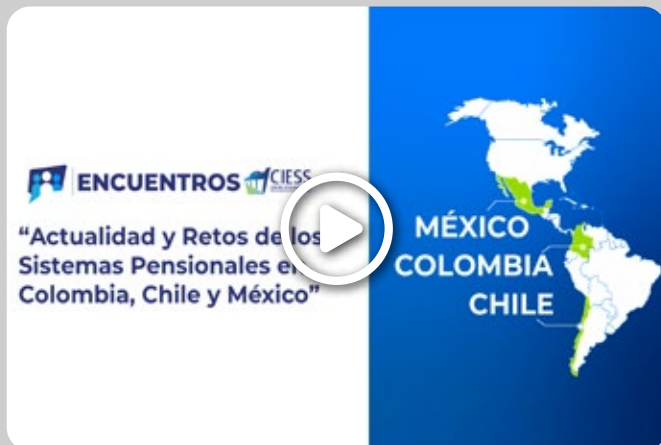 ENCUENTROS CIESS
“Actualidad y Retos de los
Sistemas Pensionales en
Colombia, Chile y México”
MÉXICO
COLOMBIA
CHILE